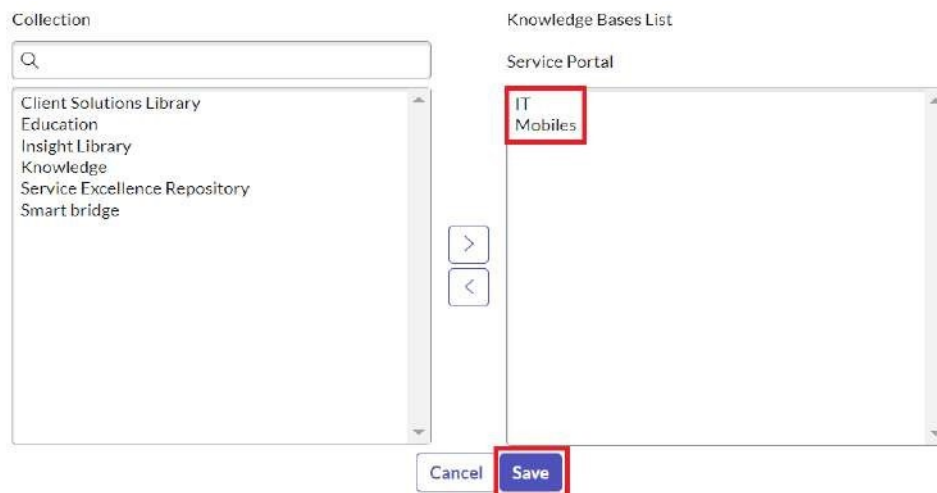 Collection
Client Solutions Library
Education
Insight Library
Knowledge
Service Excellence Repository
Smart bridge
Knowledge Bases List
Service Portal
IT
Mobiles
Cancel
Save